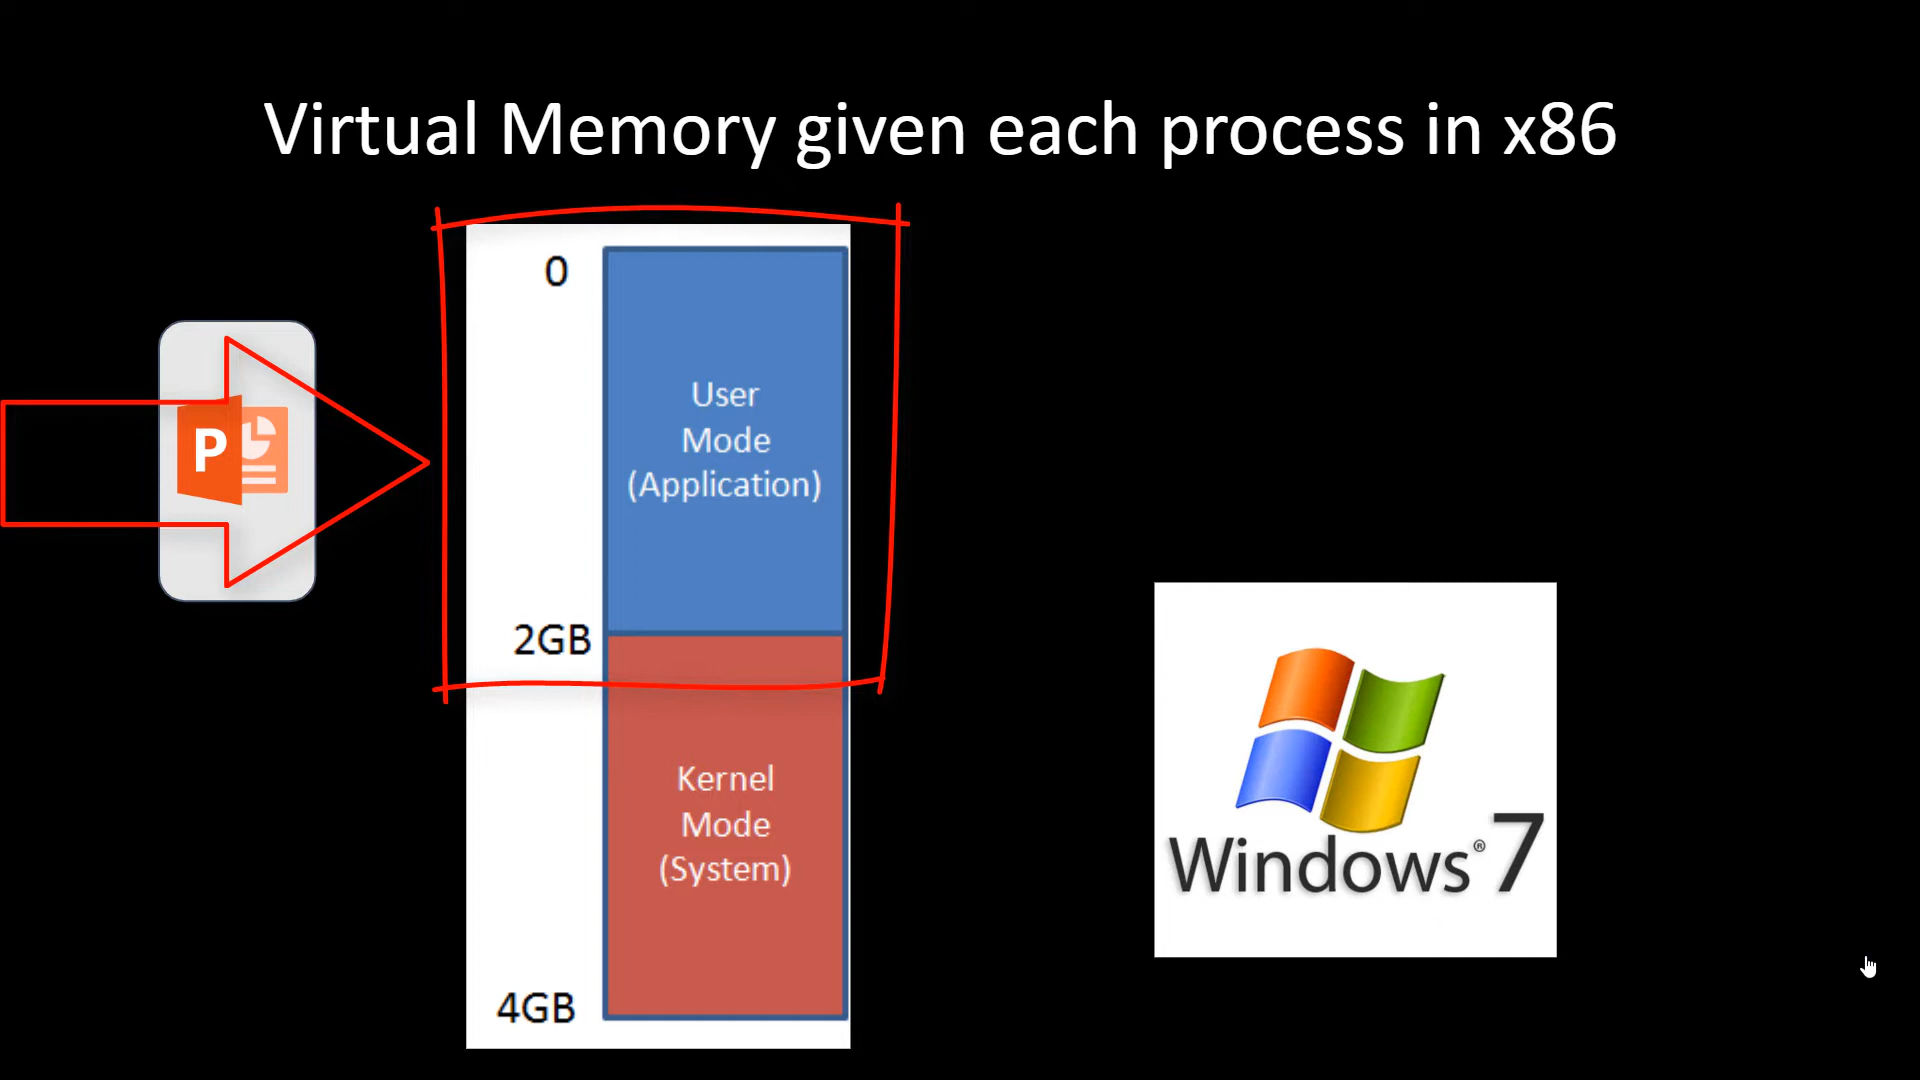 Virtual Memory given each process in x86
0
User
Mode
(Application)
2GB
Kernel
Mode
(System)
4GB
P
Windows® 7